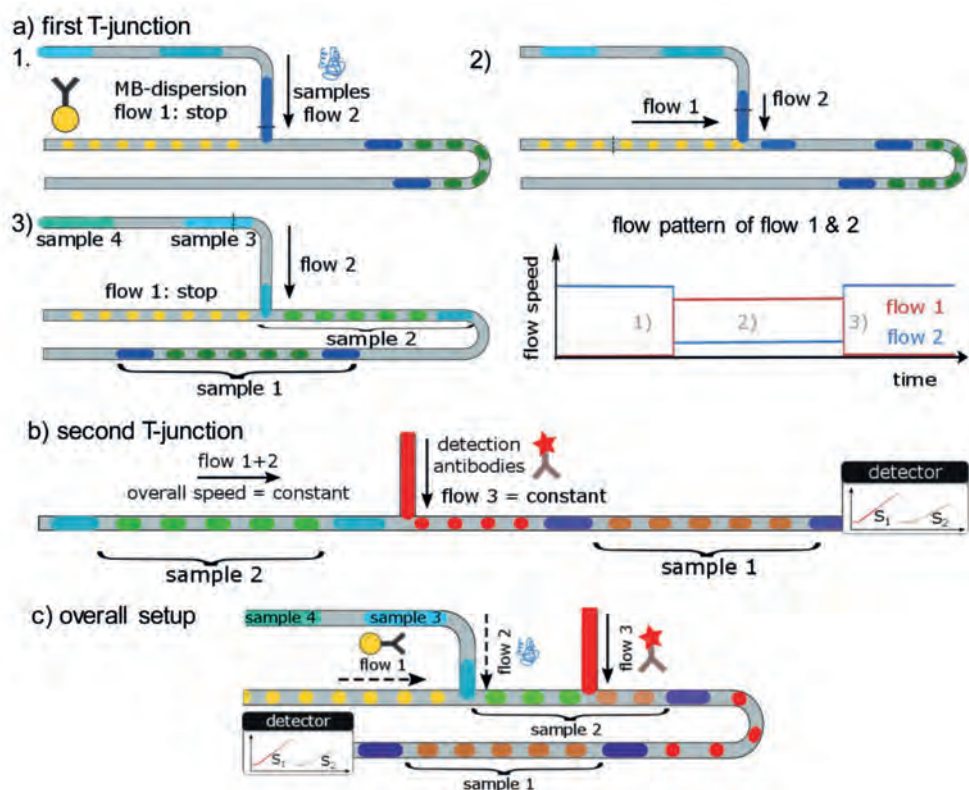 a) first T-junction
1.
MB-dispersion
flow 1: stop
samples
flow 2
2)
flow 1
flow 2
3)
sample 4
sample 3
flow 2
flow 1: stop
sample 2
sample 1
flow pattern of flow 1 & 2
flow speed
1)
2)
3)
flow 1
flow 2
time
b) second T-junction
flow 1+2
overall speed = constant
detection
antibodies
flow 3 = constant
detector
S1
S2
sample 2
sample 1
c) overall setup
sample 4
sample 3
flow 1
flow 2
flow 3
sample 2
detector
S1
S2
sample 1